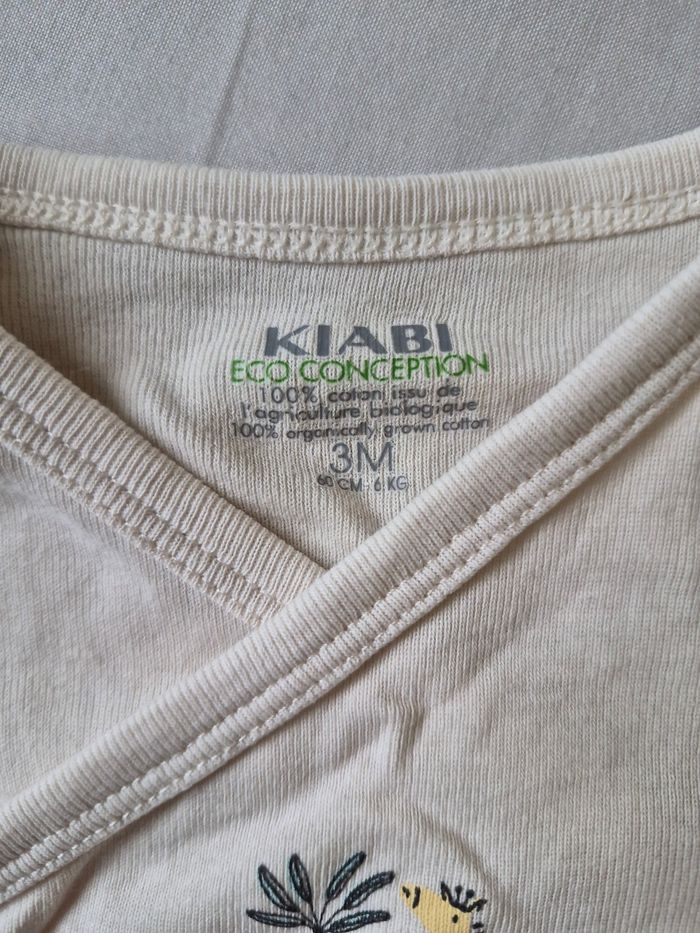 KIABI
ECO CONCEPTION
100% coton issu de
l'agriculture biologique
100% organically grown cotton
3M
60 CM - 6 KG